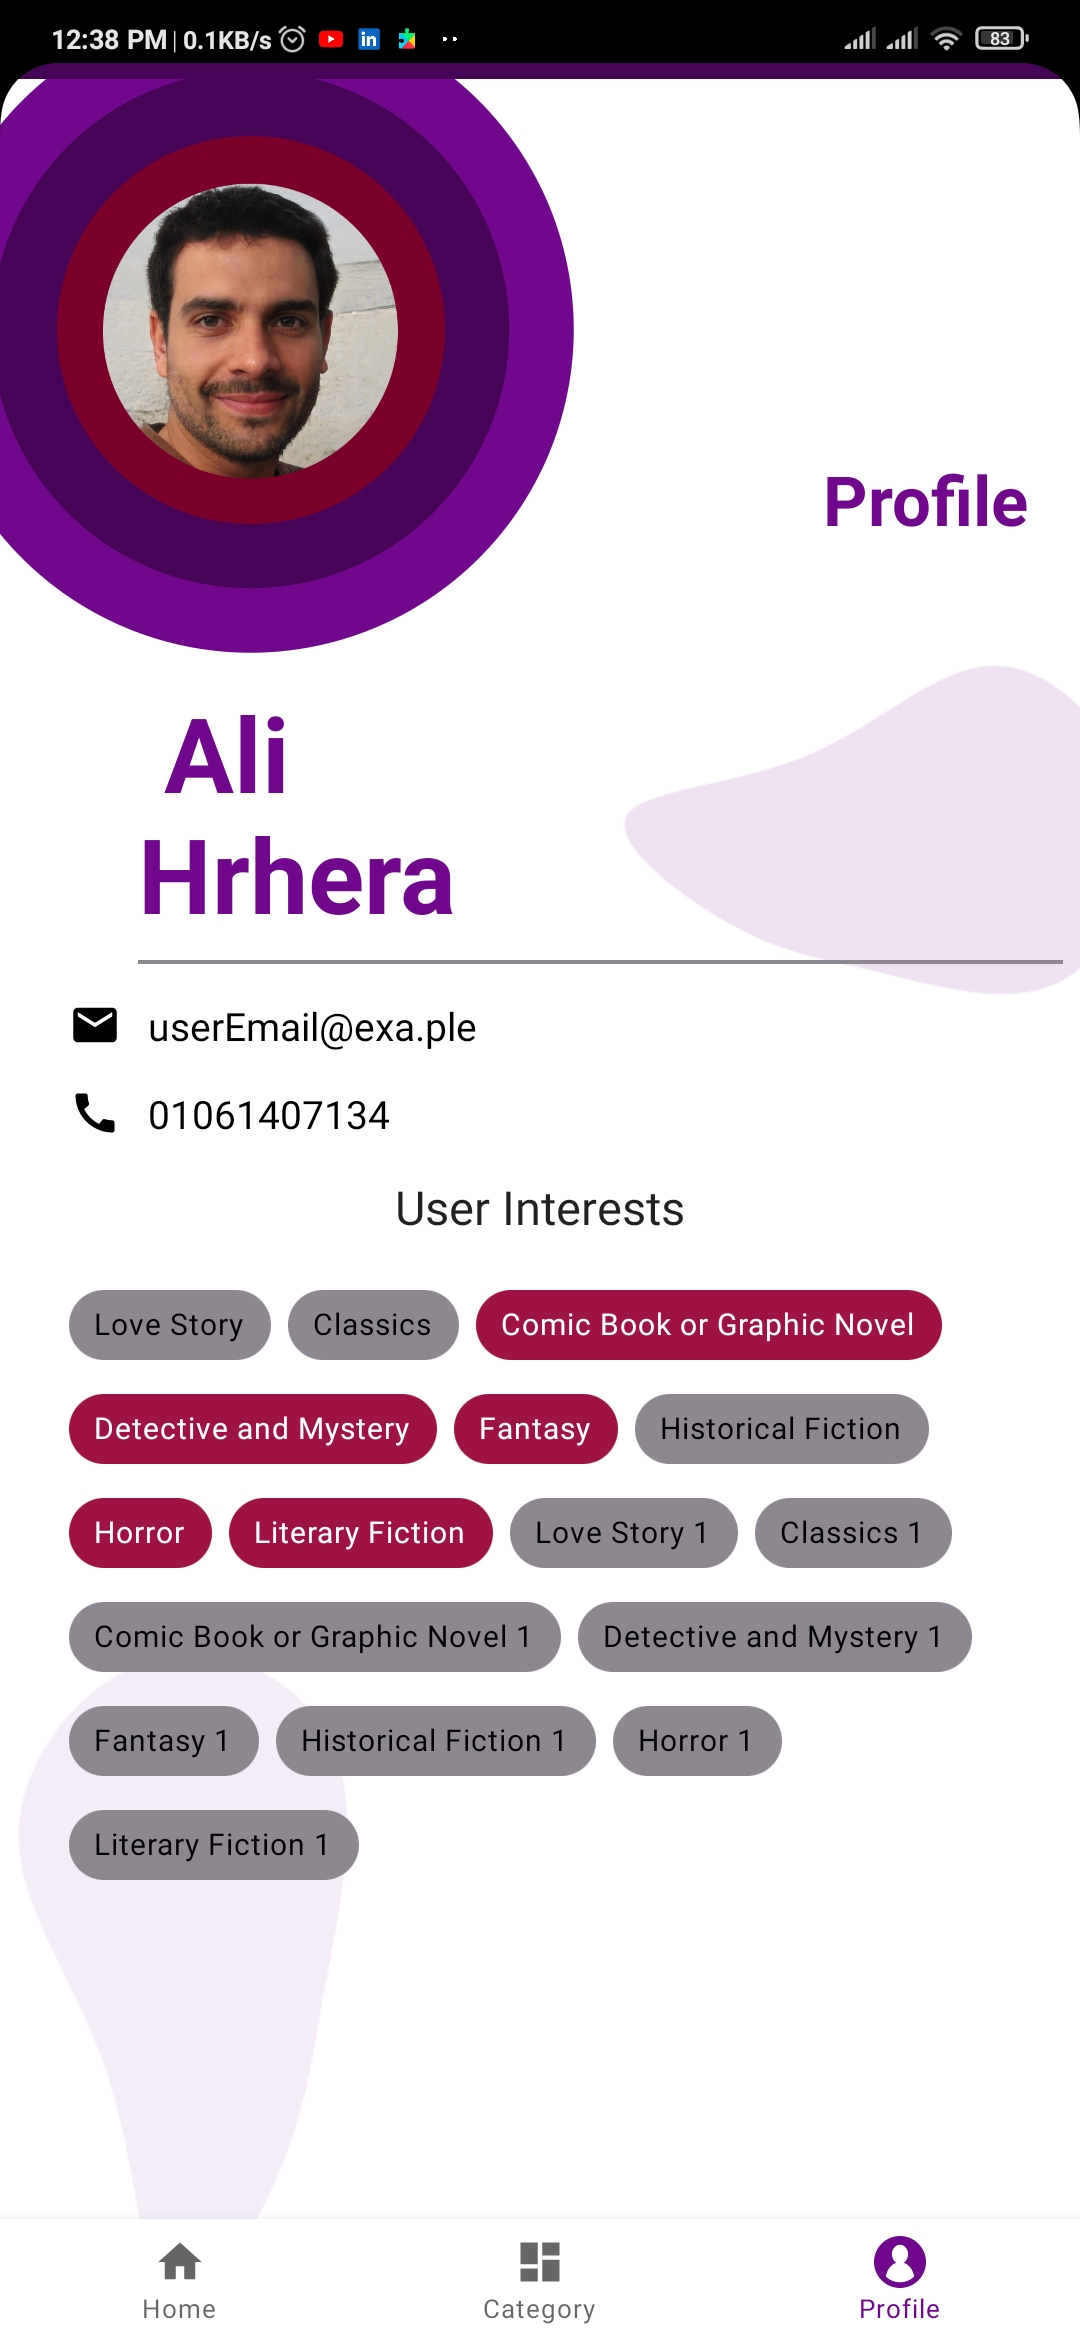 12:38 PM | 0.1KB/s in 83
Profile
Ali
Hrhera
userEmail@exa.ple
01061407134
User Interests
Love Story Classics Comic Book or Graphic Novel
Detective and Mystery Fantasy Historical Fiction
Horror Literary Fiction Love Story 1 Classics 1
Comic Book or Graphic Novel 1 Detective and Mystery 1
Fantasy 1 Historical Fiction 1 Horror 1
Literary Fiction 1
Home Category Profile